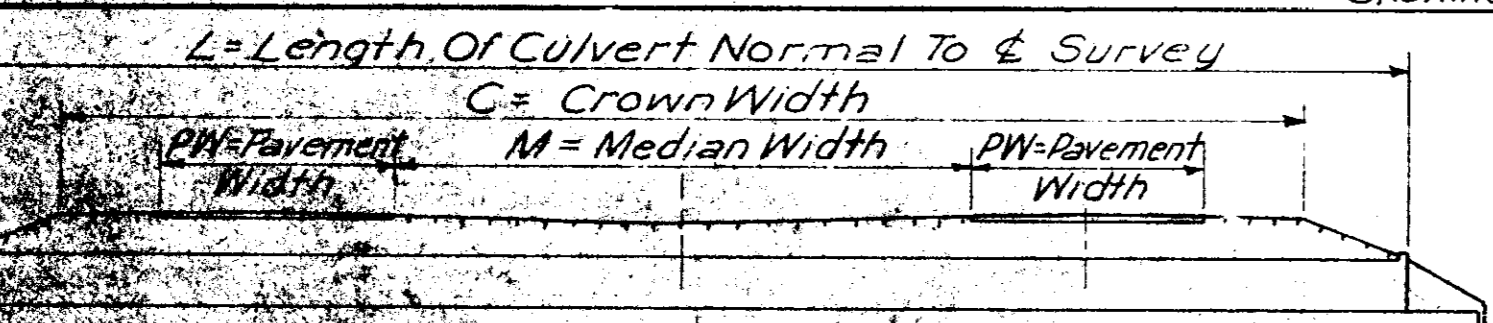 L = Length Of Culvert Normal To ℄ Survey
C = Crown Width
PW=Pavement Width
M = Median Width
PW=Pavement Width